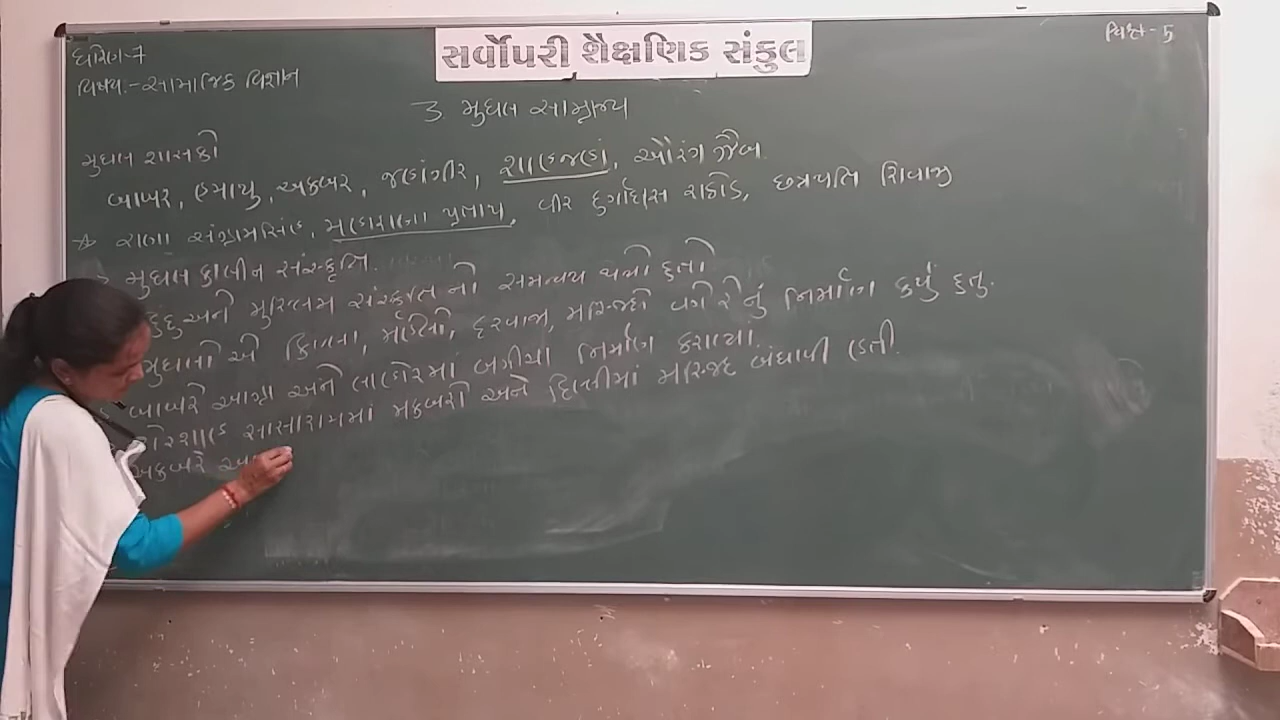 સર્વોપરી શૈક્ષણિક સંકુલ
ધોરણ-7
વિષય:-સામાજિક વિજ્ઞાન
વિડિ - 5
3. મુઘલ સામ્રાજ્ય
મુઘલ શાસકો
બાબર, હુમાયુ, અકબર, જહાંગીર, શાહજહાં, ઔરંગઝેબ
રાણા સંગ્રામસિંહ, મહારાણા પ્રતાપ, વીર દુર્ગાદાસ રાઠોડ, છત્રપતિ શિવાજી
મુઘલ કાલીન સંસ્કૃતિ.
હિંદુ અને મુસ્લિમ સંસ્કૃતિ નો સમન્વય થયો હતો
મુઘલો એ કિલ્લા, મહેલો, દરવાજા, મસ્જિદો વગેરેનું નિર્માણ કર્યું હતુ.
બાબરે આગ્રા અને લાહોરમાં બગીચા નિર્માણ કરાવ્યાં.
શેરશાહ સાસારામમાં મકબરો અને દિલ્લીમાં મસ્જિદ બંધાવી હતી.
અકબરે